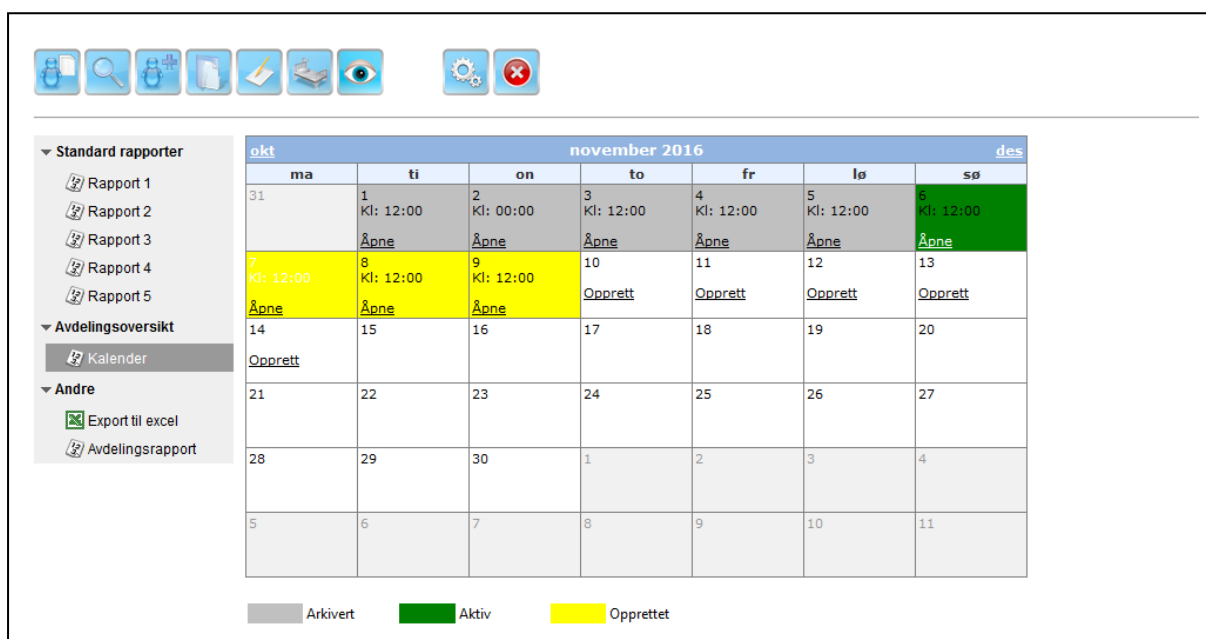 Standard rapporter
Rapport 1
Rapport 2
Rapport 3
Rapport 4
Rapport 5
Avdelingsoversikt
Kalender
Andre
Export til excel
Avdelingsrapport
okt november 2016 des
ma ti on to fr lø sø
31 1 2 3 4 5 6
Kl: 12:00 Kl: 00:00 Kl: 12:00 Kl: 12:00 Kl: 12:00 Kl: 12:00
Åpne Åpne Åpne Åpne Åpne Åpne
7 8 9 10 11 12 13
Kl: 12:00 Kl: 12:00 Kl: 12:00
Opprett Opprett Opprett Opprett
Åpne Åpne Åpne
14 15 16 17 18 19 20
Opprett
21 22 23 24 25 26 27
28 29 30 1 2 3 4
5 6 7 8 9 10 11
Arkivert Aktiv Opprettet